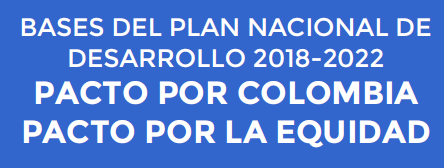 BASES DEL PLAN NACIONAL DE
DESARROLLO 2018-2022
PACTO POR COLOMBIA
PACTO POR LA EQUIDAD